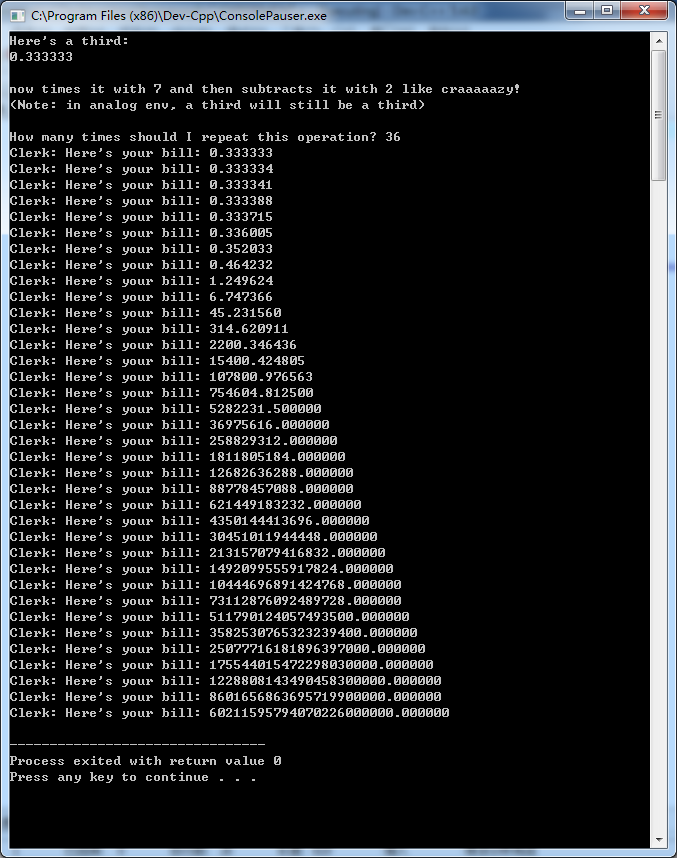 C:\Program Files (x86)\Dev-Cpp\ConsolePauser.exe
Here's a third:
0.333333
now times it with 7 and then subtracts it with 2 like craaaaazy!
(Note: in analog env, a third will still be a third)
How many times should I repeat this operation? 36
Clerk: Here's your bill: 0.333333
Clerk: Here's your bill: 0.333334
Clerk: Here's your bill: 0.333341
Clerk: Here's your bill: 0.333388
Clerk: Here's your bill: 0.333715
Clerk: Here's your bill: 0.336005
Clerk: Here's your bill: 0.352033
Clerk: Here's your bill: 0.464232
Clerk: Here's your bill: 1.249624
Clerk: Here's your bill: 6.747366
Clerk: Here's your bill: 45.231560
Clerk: Here's your bill: 314.620911
Clerk: Here's your bill: 2200.346436
Clerk: Here's your bill: 15400.424805
Clerk: Here's your bill: 107800.976563
Clerk: Here's your bill: 754604.812500
Clerk: Here's your bill: 5282231.500000
Clerk: Here's your bill: 36975616.000000
Clerk: Here's your bill: 258829312.000000
Clerk: Here's your bill: 1811805184.000000
Clerk: Here's your bill: 12682636288.000000
Clerk: Here's your bill: 88778457088.000000
Clerk: Here's your bill: 621449183232.000000
Clerk: Here's your bill: 4350144413696.000000
Clerk: Here's your bill: 30451011944448.000000
Clerk: Here's your bill: 213157079416832.000000
Clerk: Here's your bill: 1492099555917824.000000
Clerk: Here's your bill: 10444696891424768.000000
Clerk: Here's your bill: 73112876092489728.000000
Clerk: Here's your bill: 511790124057493500.000000
Clerk: Here's your bill: 3582530765323239400.000000
Clerk: Here's your bill: 25077716181896397000.000000
Clerk: Here's your bill: 175544015472298030000.000000
Clerk: Here's your bill: 1228808143490458300000.000000
Clerk: Here's your bill: 8601656863695719900000.000000
Clerk: Here's your bill: 60211595794070226000000.000000
--------------------------------
Process exited with return value 0
Press any key to continue . . .